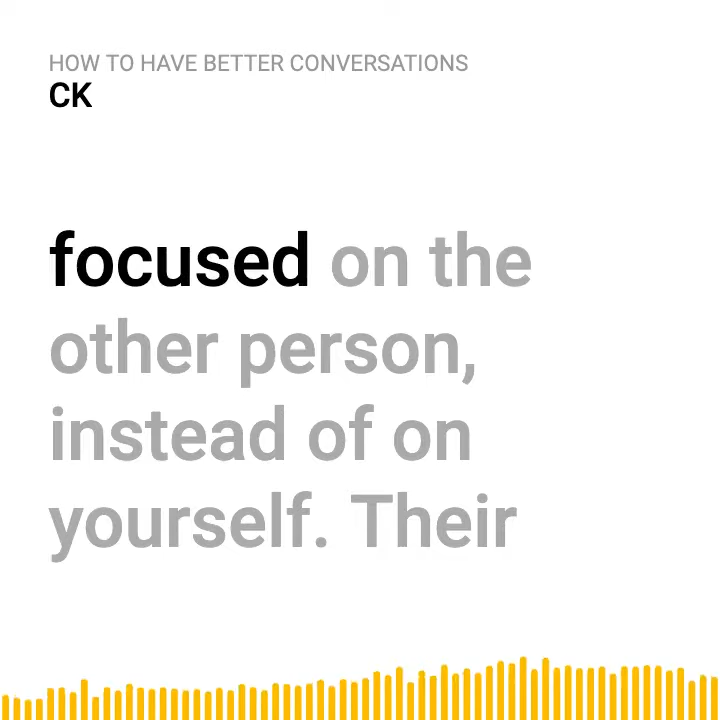 HOW TO HAVE BETTER CONVERSATIONS
CK
focused on the
other person,
instead of on
yourself. Their